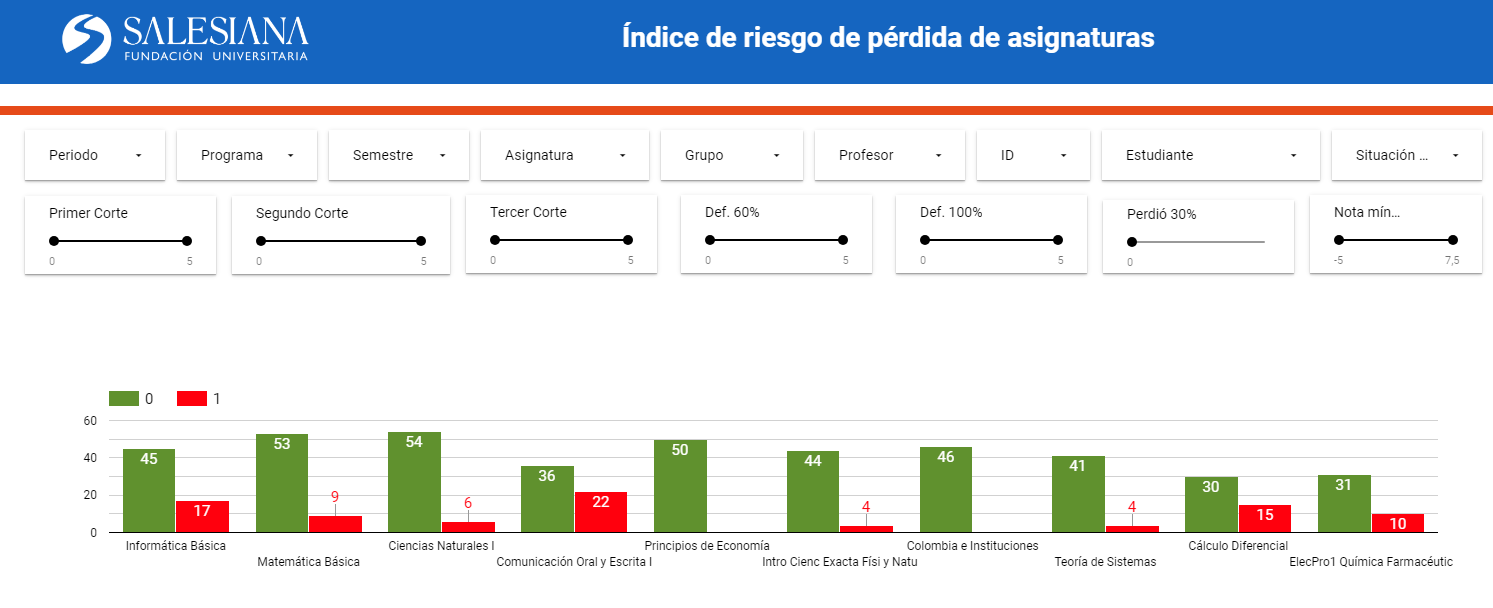 SALESIANA
FUNDACIÓN UNIVERSITARIA
Índice de riesgo de pérdida de asignaturas
Periodo
Programa
Semestre
Asignatura
Grupo
Profesor
ID
Estudiante
Situación ...
Primer Corte
0 5
Segundo Corte
0 5
Tercer Corte
0 5
Def. 60%
0 5
Def. 100%
0 5
Perdió 30%
0
Nota mín...
-5 7,5
0 1
60
40
20
0
45 17
53 9
54 6
36 22
50
44 4
46
41 4
30 15
31 10
Informática Básica
Matemática Básica
Ciencias Naturales I
Comunicación Oral y Escrita I
Principios de Economía
Intro Cienc Exacta Físi y Natu
Colombia e Instituciones
Teoría de Sistemas
Cálculo Diferencial
ElecPro1 Química Farmacéutic